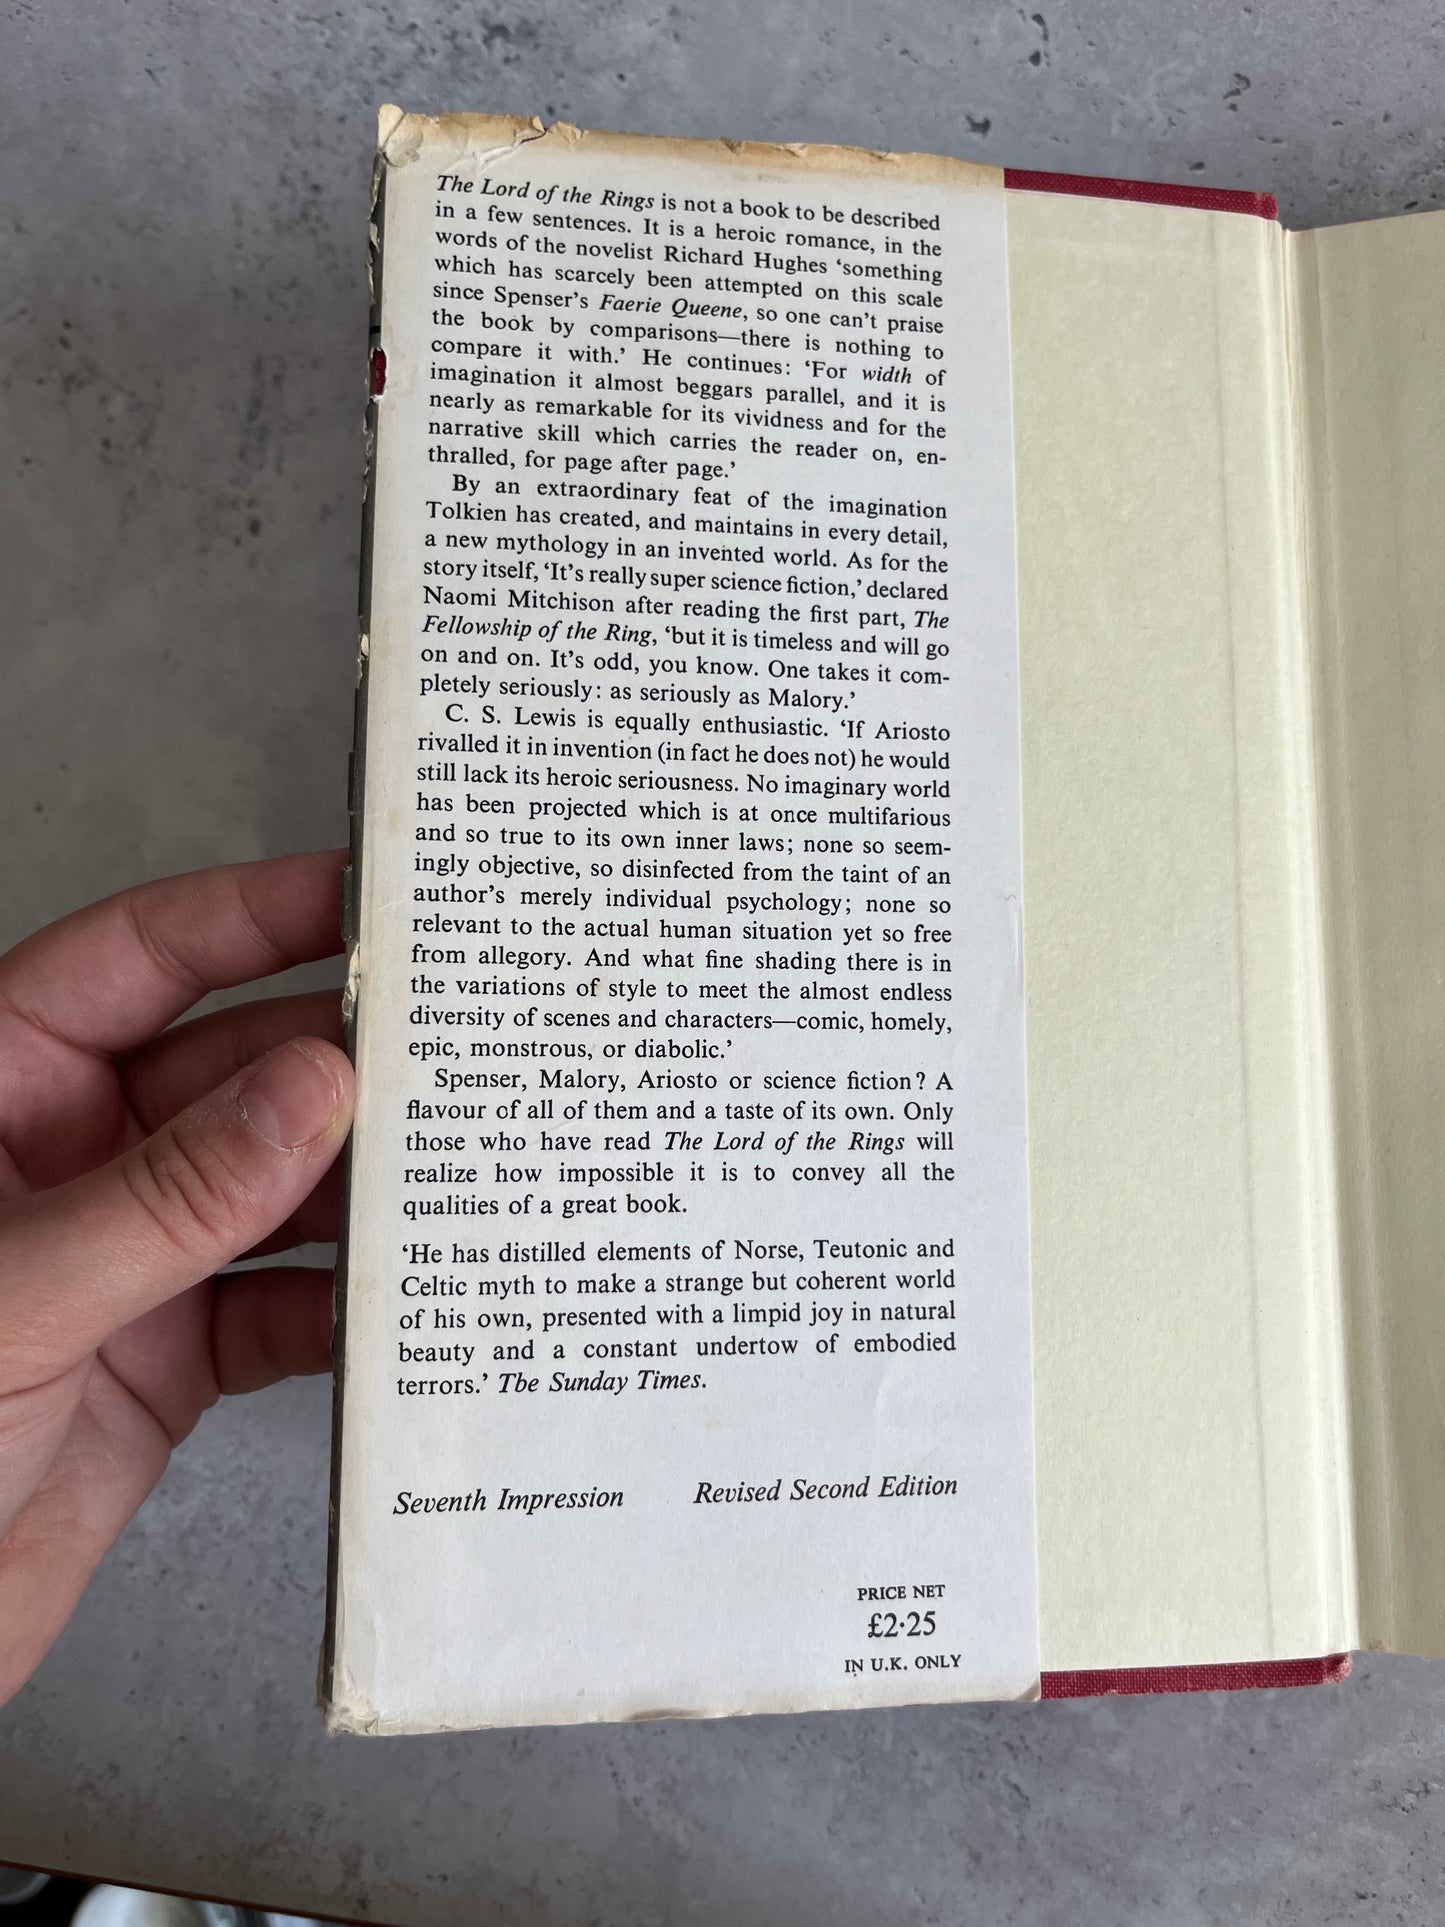 The Lord of the Rings is not a book to be described
in a few sentences. It is a heroic romance, in the
words of the novelist Richard Hughes ‘something
which has scarcely been attempted on this scale
since Spenser’s Faerie Queene, so one can’t praise
the book by comparisons—there is nothing to
compare it with.’ He continues: ‘For width of
imagination it almost beggars parallel, and it is
nearly as remarkable for its vividness and for the
narrative skill which carries the reader on, en-
thralled, for page after page.’
By an extraordinary feat of the imagination
Tolkien has created, and maintains in every detail,
a new mythology in an invented world. As for the
story itself, ‘It’s really super science fiction,’ declared
Naomi Mitchison after reading the first part, The
Fellowship of the Ring, ‘but it is timeless and will go
on and on. It’s odd, you know. One takes it com-
pletely seriously: as seriously as Malory.’
C. S. Lewis is equally enthusiastic. ‘If Ariosto
rivalled it in invention (in fact he does not) he would
still lack its heroic seriousness. No imaginary world
has been projected which is at once multifarious
and so true to its own inner laws; none so seem-
ingly objective, so disinfected from the taint of an
author’s merely individual psychology; none so
relevant to the actual human situation yet so free
from allegory. And what fine shading there is in
the variations of style to meet the almost endless
diversity of scenes and characters—comic, homely,
epic, monstrous, or diabolic.’
Spenser, Malory, Ariosto or science fiction? A
flavour of all of them and a taste of its own. Only
those who have read The Lord of the Rings will
realize how impossible it is to convey all the
qualities of a great book.
‘He has distilled elements of Norse, Teutonic and
Celtic myth to make a strange but coherent world
of his own, presented with a limpid joy in natural
beauty and a constant undertow of embodied
terrors.’ The Sunday Times.
Seventh Impression Revised Second Edition
PRICE NET
£2·25
IN U.K. ONLY